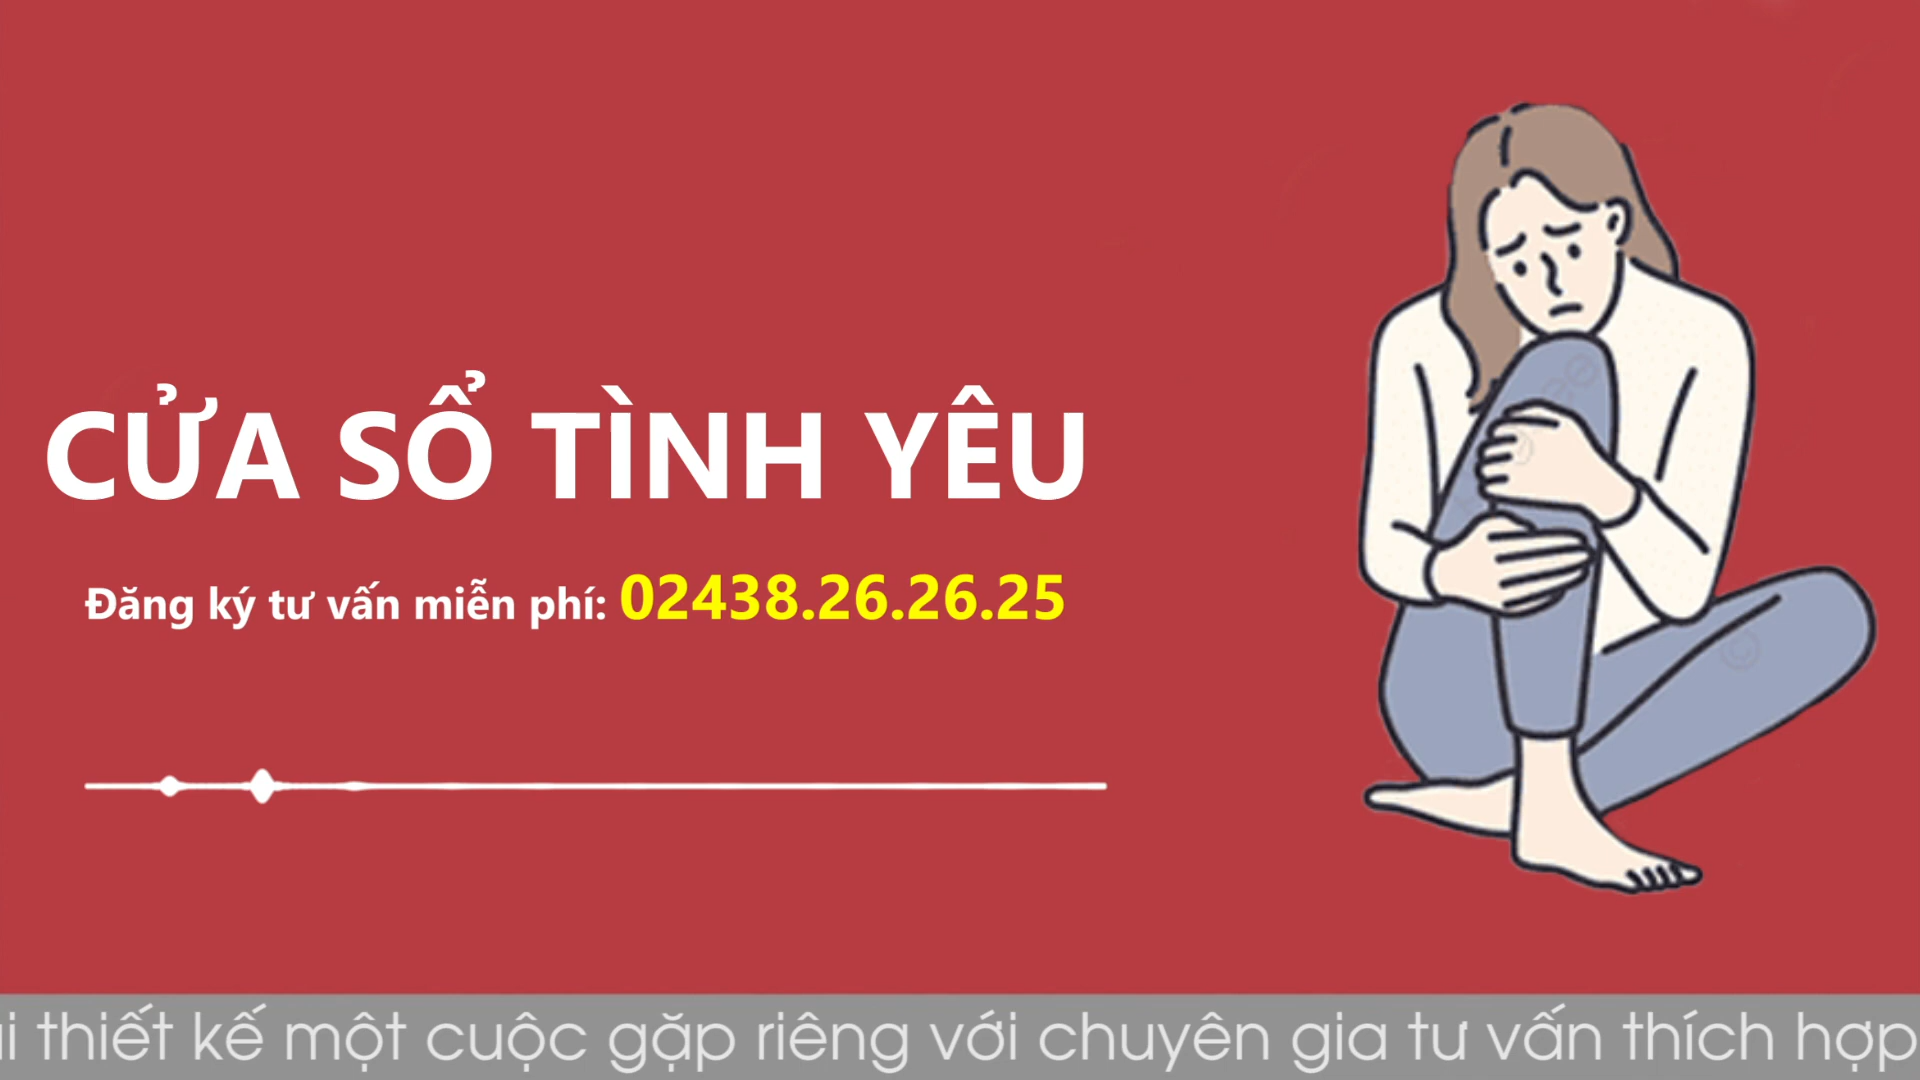 CỬA SỔ TÌNH YÊU
Đăng ký tư vấn miễn phí: 02438.26.26.25
thiết kế một cuộc gặp riêng với chuyên gia tư vấn thích hợp